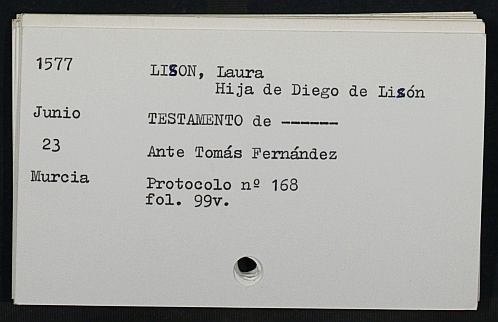 1577
LISON, Laura
Hija de Diego de Lisón
Junio
TESTAMENTO de ------
23
Ante Tomás Fernández
Murcia
Protocolo nº 168
fol. 99v.